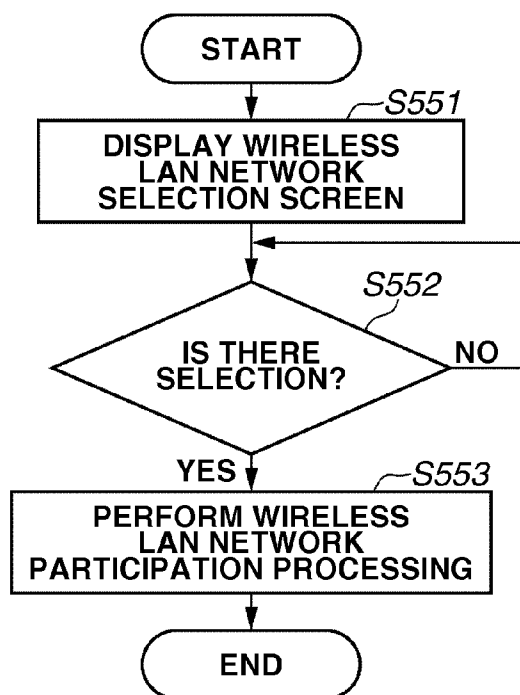 START
S551
DISPLAY WIRELESS
LAN NETWORK
SELECTION SCREEN
S552
IS THERE
SELECTION?
NO
YES
S553
PERFORM WIRELESS
LAN NETWORK
PARTICIPATION PROCESSING
END